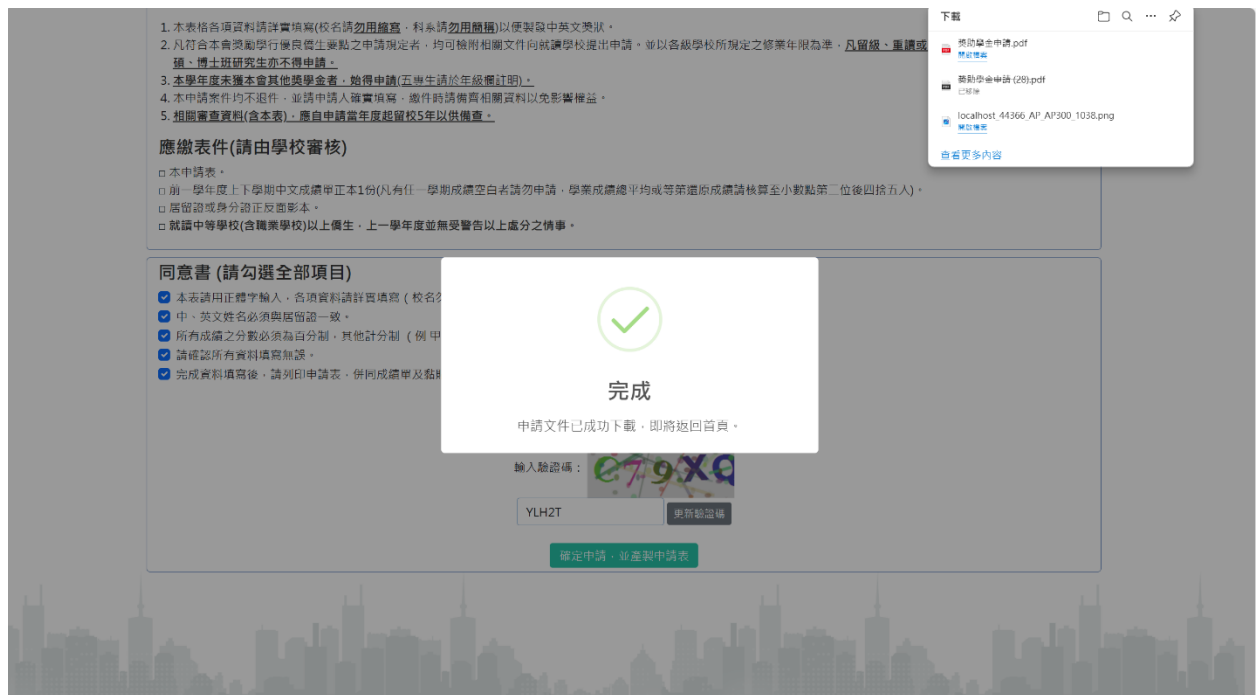 1. 本表格各項資料請詳實填寫(校名請勿用縮寫，科系請勿用簡稱)以便製發中英文獎狀。
2. 凡符合本會獎勵學行優良僑生要點之申請規定者，均可檢附相關文件向就讀學校提出申請。並以各級學校所規定之修業年限為準，凡留級、重讀或
碩、博士班研究生亦不得申請。
3. 本學年度未獲本會其他獎學金者，始得申請(五專生請於年級欄註明)。
4. 本申請案件均不退件，並請申請人確實填寫，繳件時請備齊相關資料以免影響權益。
5. 相關審查資料(含本表)，應自申請當年度起留校5年以供備查。
應繳表件(請由學校審核)
□ 本申請表。
□ 前一學年度上下學期中文成績單正本1份(凡有任一學期成績空白者請勿申請，學業成績總平均或等第還原成績請核算至小數點第二位後四捨五入)。
□ 居留證或身分證正反面影本。
□ 就讀中等學校(含職業學校)以上僑生，上一學年度並無受警告以上處分之情事。
同意書 (請勾選全部項目)
本表請用正體字輸入，各項資料請詳實填寫 ( 校名
中、英文姓名必須與居留證一致。
所有成績之分數必須為百分制，其他計分制 ( 例 甲
請確認所有資料填寫無誤。
完成資料填寫後，請列印申請表，併同成績單及黏
完成
申請文件已成功下載，即將返回首頁。
輸入驗證碼：
YLH2T
更新驗證碼
確定申請，並產製申請表
下載
獎助學金申請.pdf
開啟檔案
獎助學金申請 (28).pdf
已移除
localhost_44366_AP_AP300_1038.png
開啟檔案
查看更多內容